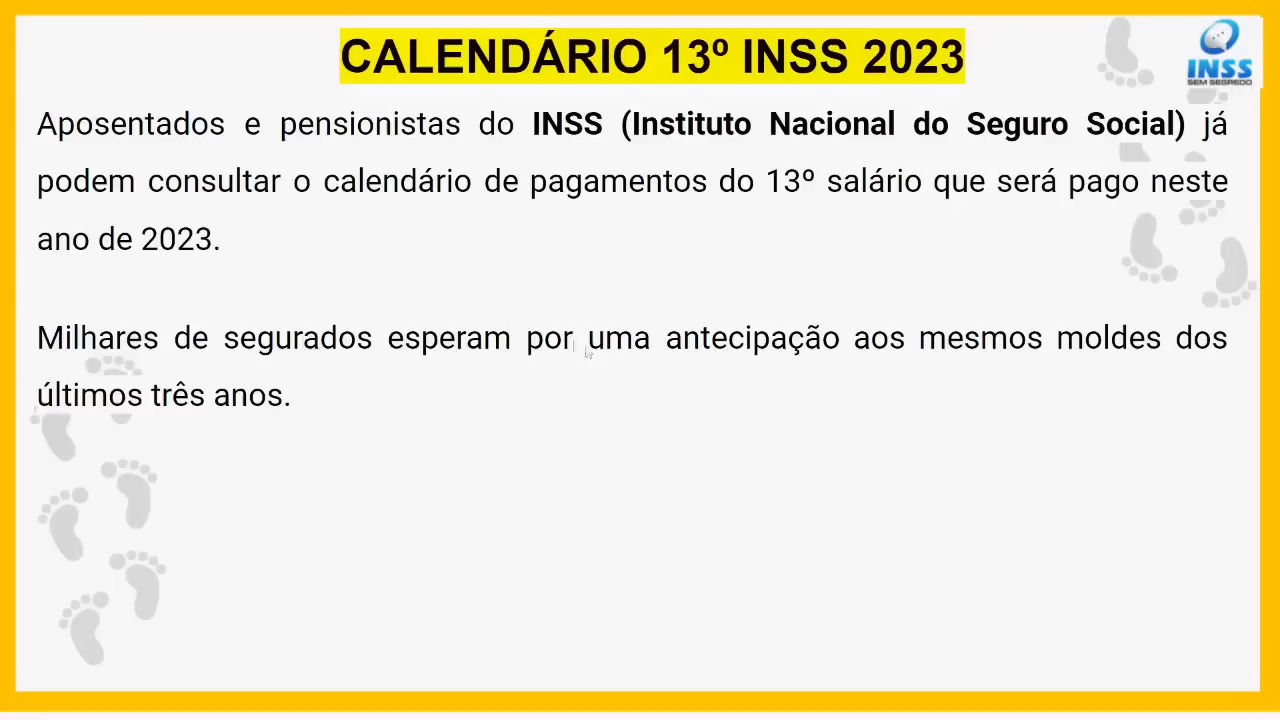 CALENDÁRIO 13º INSS 2023
INSS
SEM SEGREDO
Aposentados e pensionistas do INSS (Instituto Nacional do Seguro Social) já
podem consultar o calendário de pagamentos do 13º salário que será pago neste
ano de 2023.
Milhares de segurados esperam por uma antecipação aos mesmos moldes dos
últimos três anos.